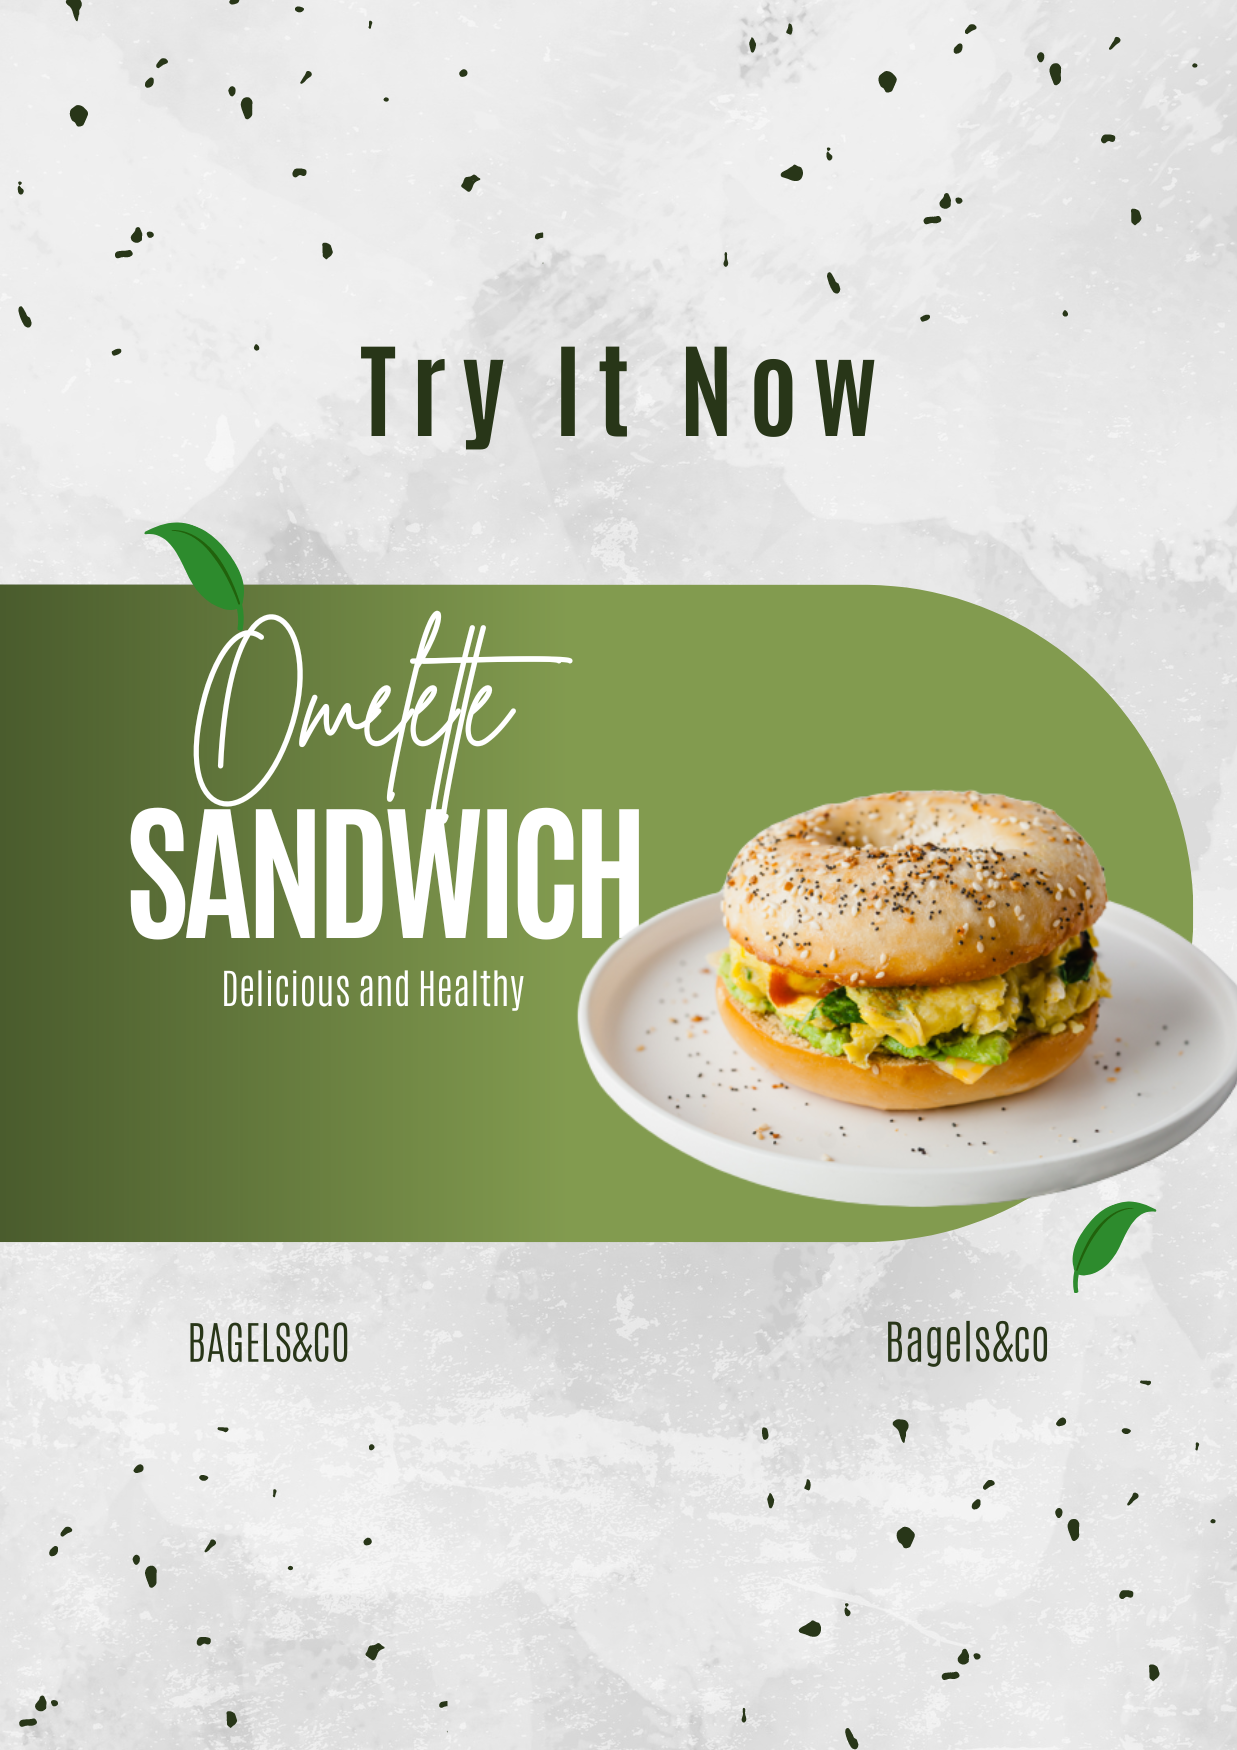 Try It Now
Omelette
SANDWICH
Delicious and Healthy
BAGELS&CO
Bagels&co